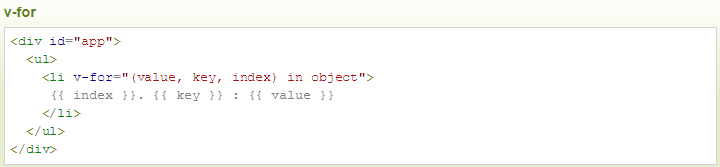 v-for
<div id="app">
  <ul>
    <li v-for="(value, key, index) in object">
     {{ index }}. {{ key }} : {{ value }}
    </li>
  </ul>
</div>